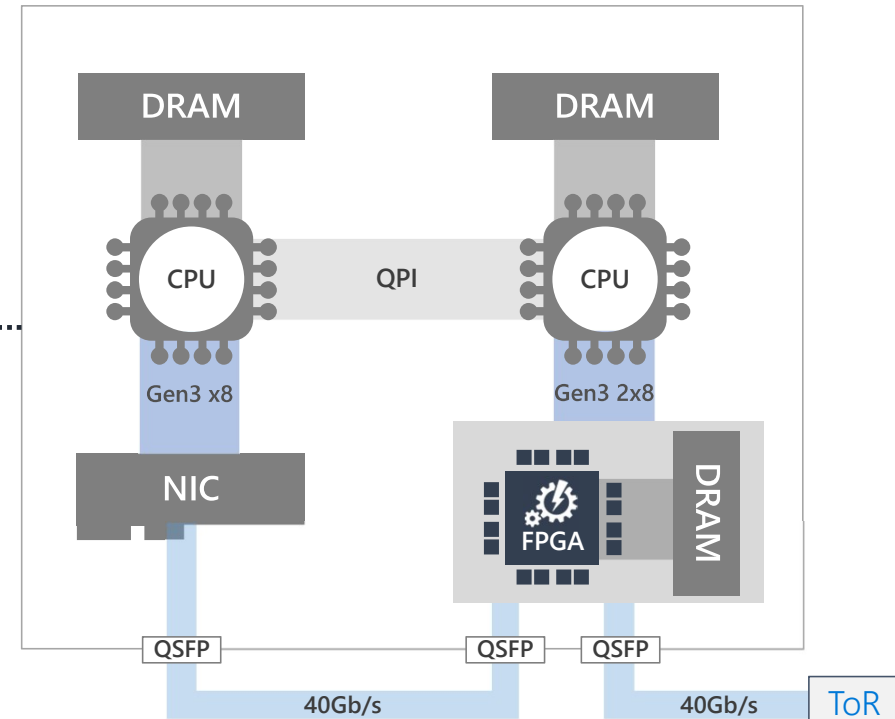 DRAM
DRAM
CPU
QPI
CPU
Gen3 x8
Gen3 2x8
NIC
FPGA
DRAM
QSFP
QSFP
QSFP
40Gb/s
40Gb/s
ToR